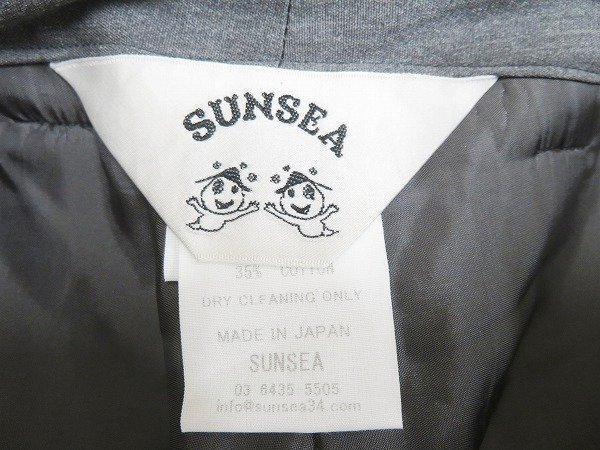 SUNSEA
35% COTTON
DRY CLEANING ONLY
MADE IN JAPAN
SUNSEA
03 6435 5505
info@sunsea34.com